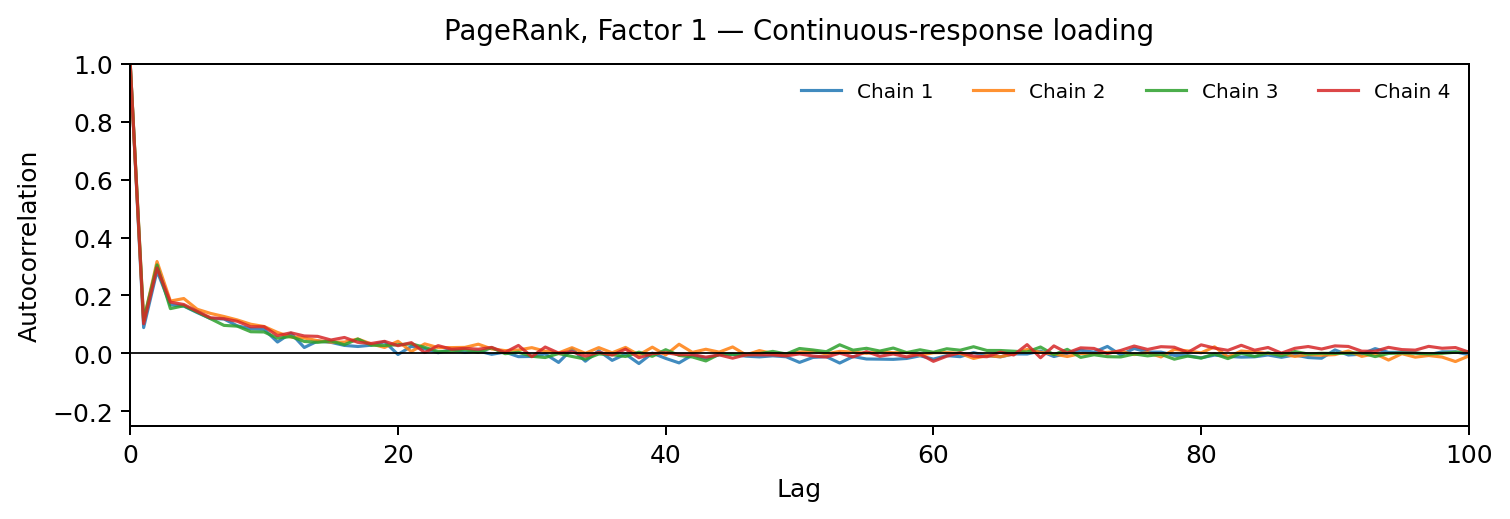 PageRank, Factor 1 — Continuous-response loading
Chain 1 Chain 2 Chain 3 Chain 4
Autocorrelation
1.0
0.8
0.6
0.4
0.2
0.0
−0.2
0 20 40 60 80 100
Lag